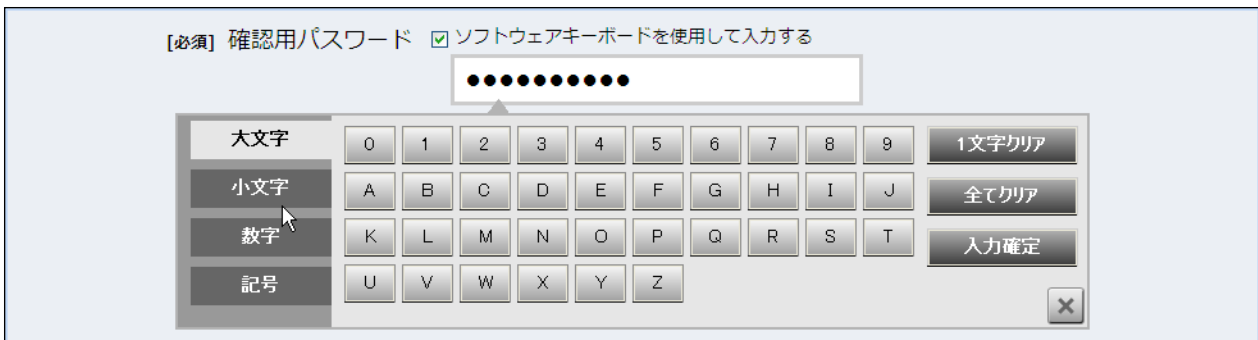 [必須] 確認用パスワード ソフトウェアキーボードを使用して入力する
●●●●●●●●●●
大文字 0 1 2 3 4 5 6 7 8 9 1文字クリア
小文字 A B C D E F G H I J 全てクリア
数字 K L M N O P Q R S T 入力確定
記号 U V W X Y Z
×